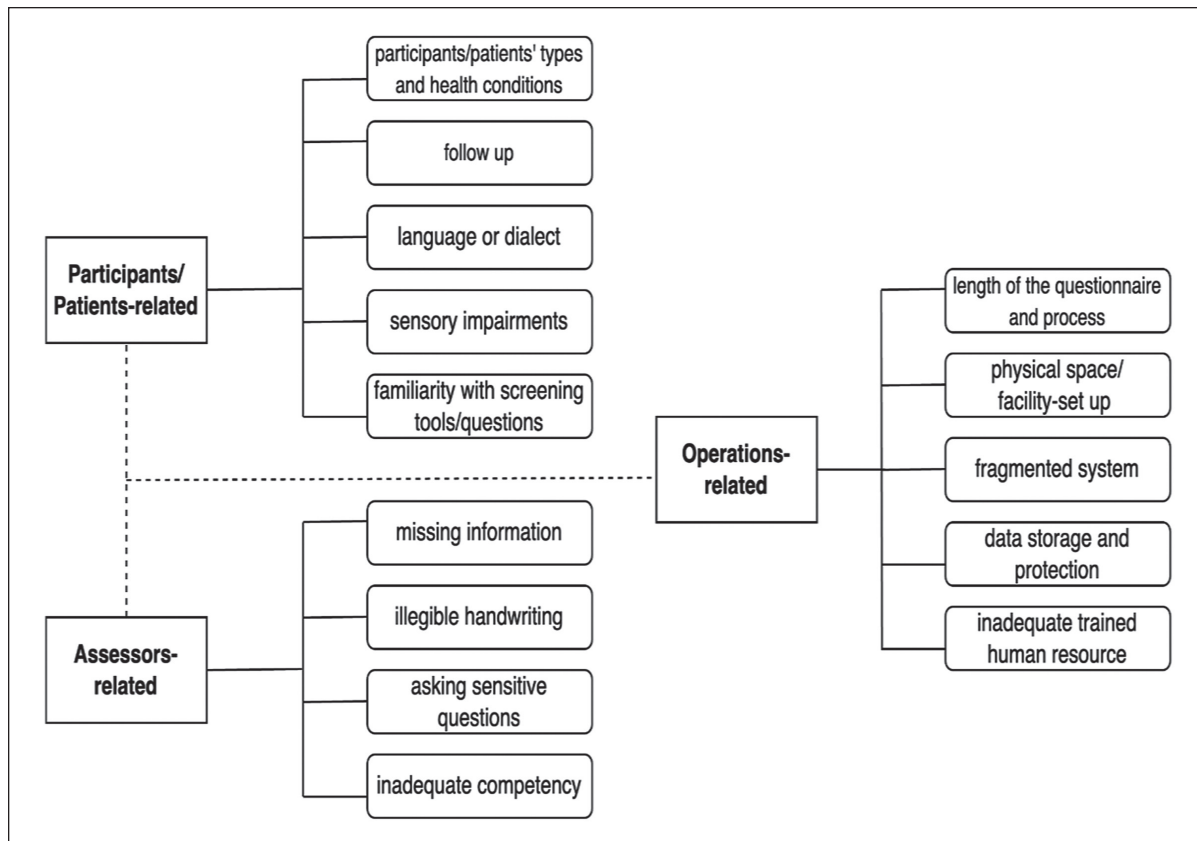 participants/patients' types
and health conditions
follow up
language or dialect
Participants/
Patients-related
sensory impairments
familiarity with screening
tools/questions
missing information
illegible handwriting
Assessors-
related
asking sensitive
questions
inadequate competency
Operations-
related
length of the questionnaire
and process
physical space/
facility-set up
fragmented system
data storage and
protection
inadequate trained
human resource